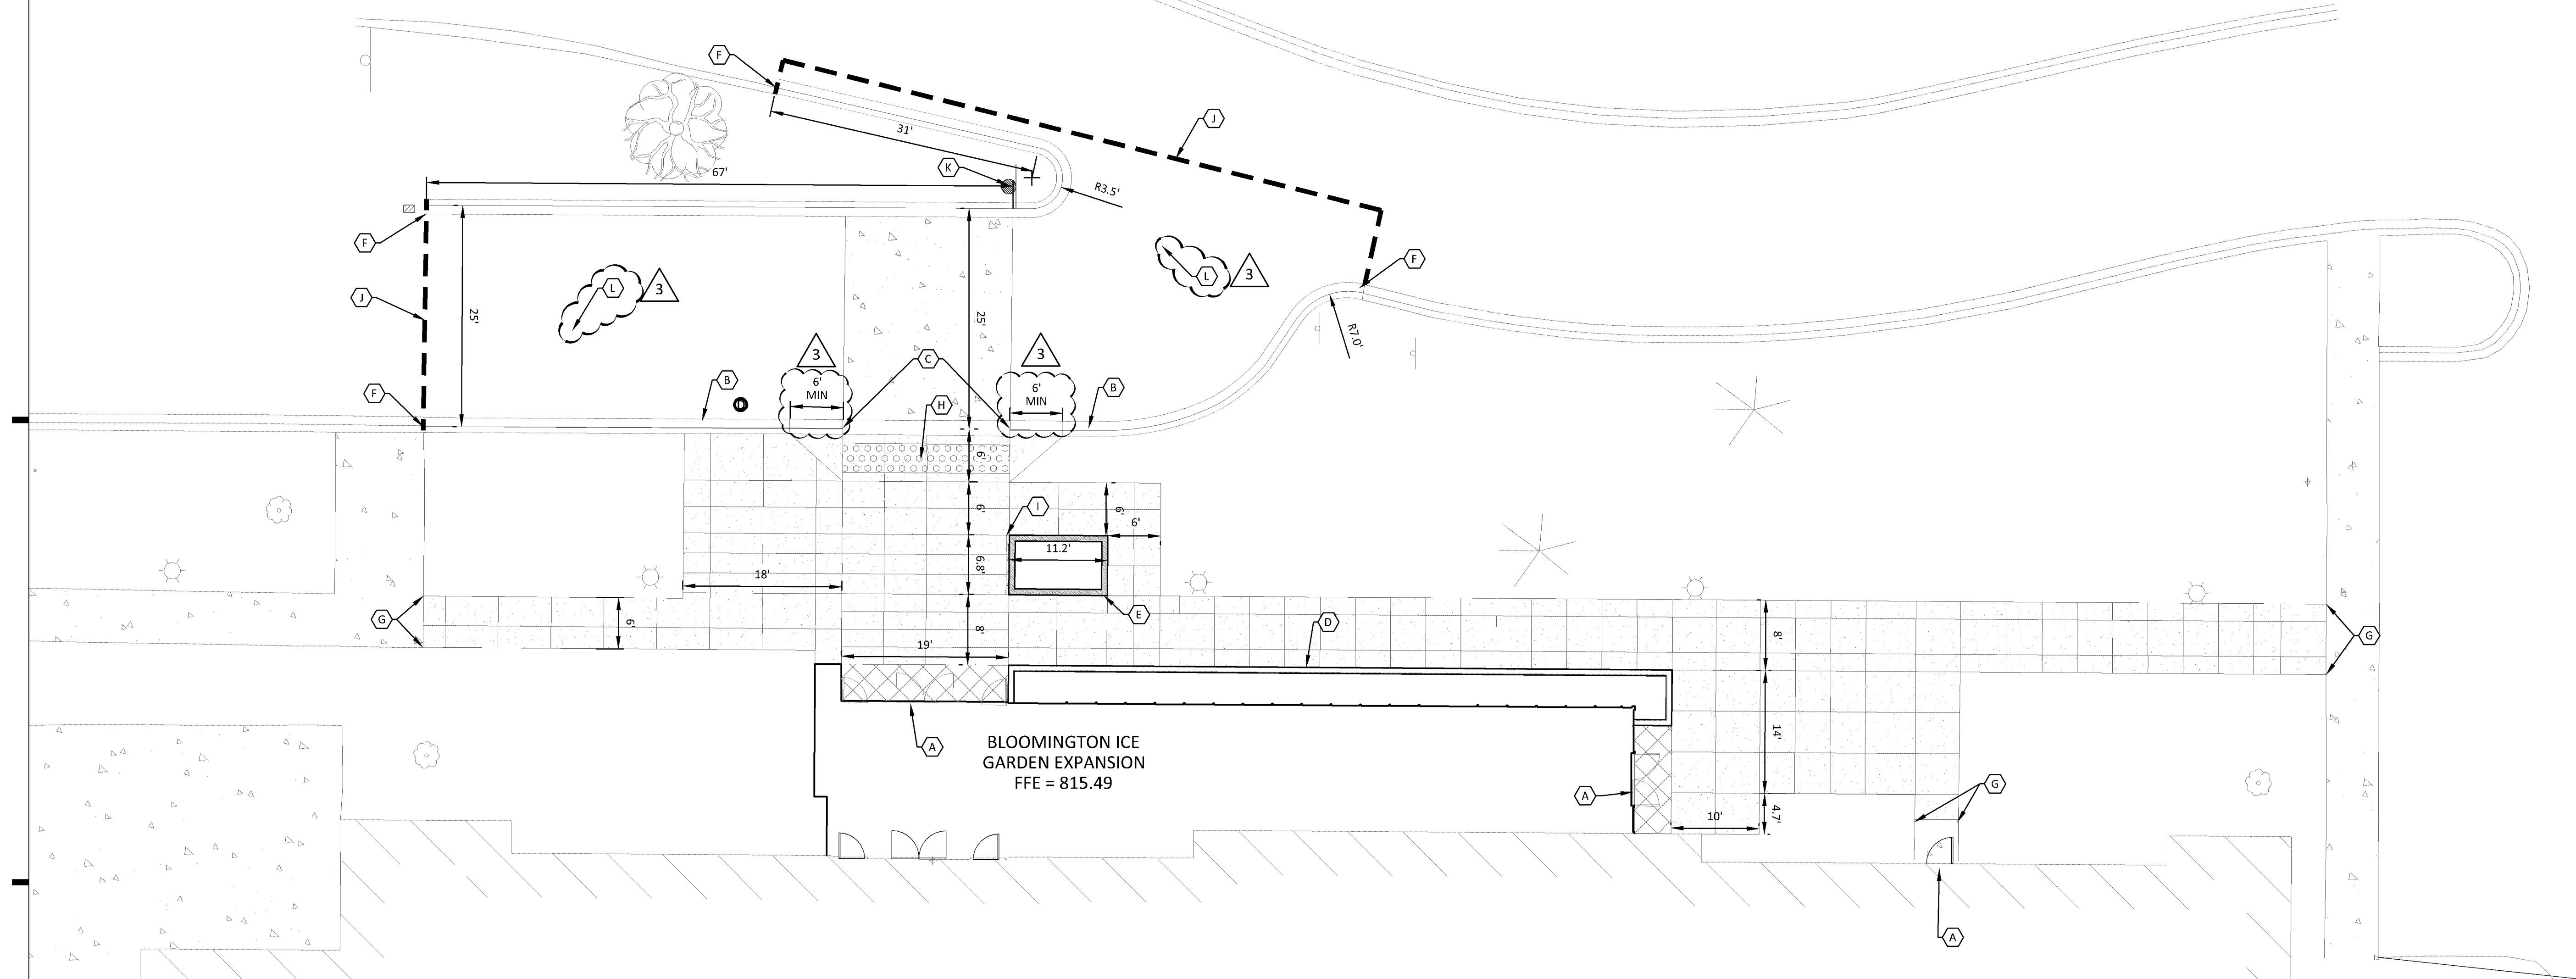 F
31'
J
K
67'
R3.5'
F
F
L
3
L
3
J
25'
25'
R7.0'
3
3
C
B
6'
MIN
6'
MIN
B
F
H
6'
6'
I
6'
6'
11.2'
6.8'
18'
E
G
6'
8'
D
8'
G
19'
A
BLOOMINGTON ICE
GARDEN EXPANSION
FFE = 815.49
14'
A
G
10'
4.7'
A